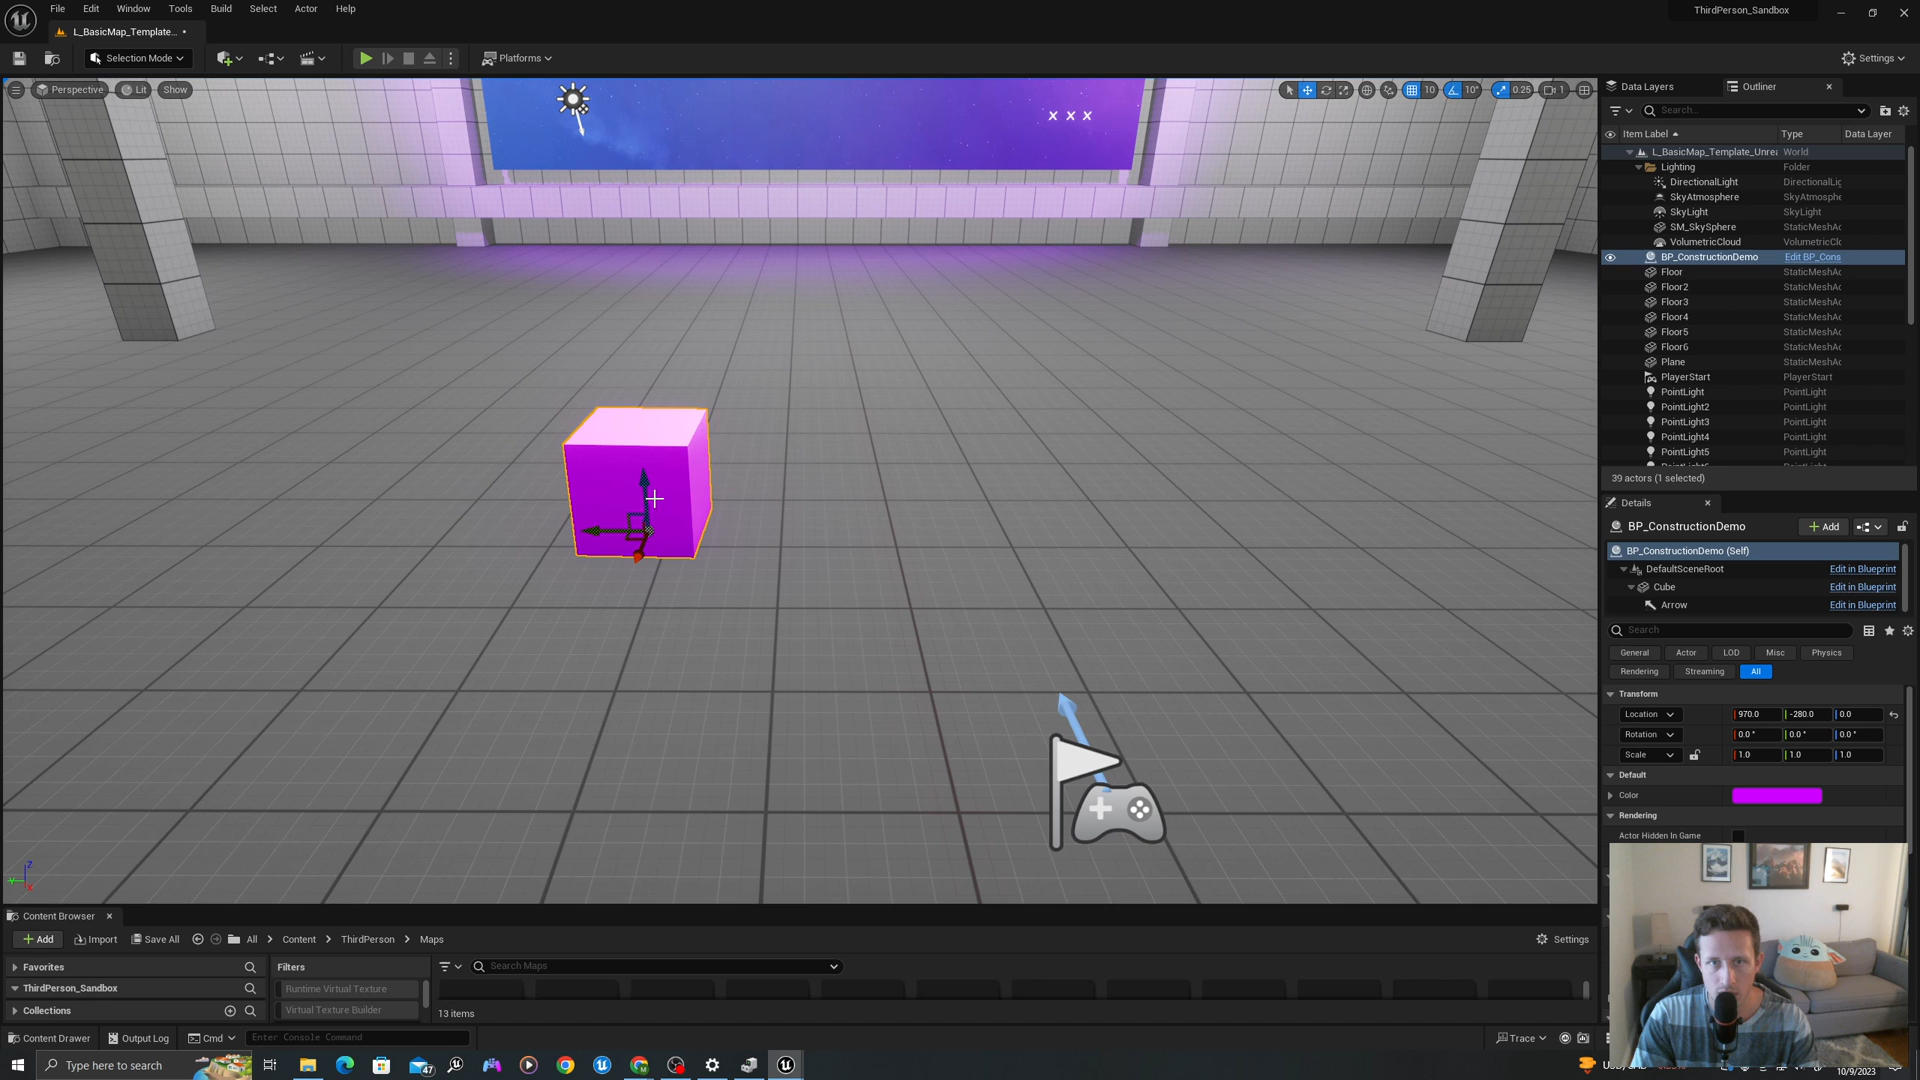 File Edit Window Tools Build Select Actor Help
ThirdPerson_Sandbox
L_BasicMap_Template...
Selection Mode
Platforms
Settings
Perspective Lit Show
10 10° 0.25 1
x x x
Data Layers Outliner
Search...
Item Label Type Data Layer
L_BasicMap_Template_Unrea World
Lighting Folder
DirectionalLight DirectionalLig
SkyAtmosphere SkyAtmosphe
SkyLight SkyLight
SM_SkySphere StaticMeshAc
VolumetricCloud VolumetricClo
BP_ConstructionDemo Edit BP_Cons
Floor StaticMeshAc
Floor2 StaticMeshAc
Floor3 StaticMeshAc
Floor4 StaticMeshAc
Floor5 StaticMeshAc
Floor6 StaticMeshAc
Plane StaticMeshAc
PlayerStart PlayerStart
PointLight PointLight
PointLight2 PointLight
PointLight3 PointLight
PointLight4 PointLight
PointLight5 PointLight
39 actors (1 selected)
Details
BP_ConstructionDemo Add
BP_ConstructionDemo (Self)
DefaultSceneRoot Edit in Blueprint
Cube Edit in Blueprint
Arrow Edit in Blueprint
Search
General Actor LOD Misc Physics
Rendering Streaming All
Transform
Location 970.0 -280.0 0.0
Rotation 0.0° 0.0° 0.0°
Scale 1.0 1.0 1.0
Default
Color
Rendering
Actor Hidden In Game
Z
Y
X
Content Browser
Add Import Save All All Content ThirdPerson Maps Settings
Favorites Filters Search Maps
ThirdPerson_Sandbox Runtime Virtual Texture
Collections Virtual Texture Builder 13 items
Content Drawer Output Log Cmd Enter Console Command Trace
Type here to search
47
10/9/2023